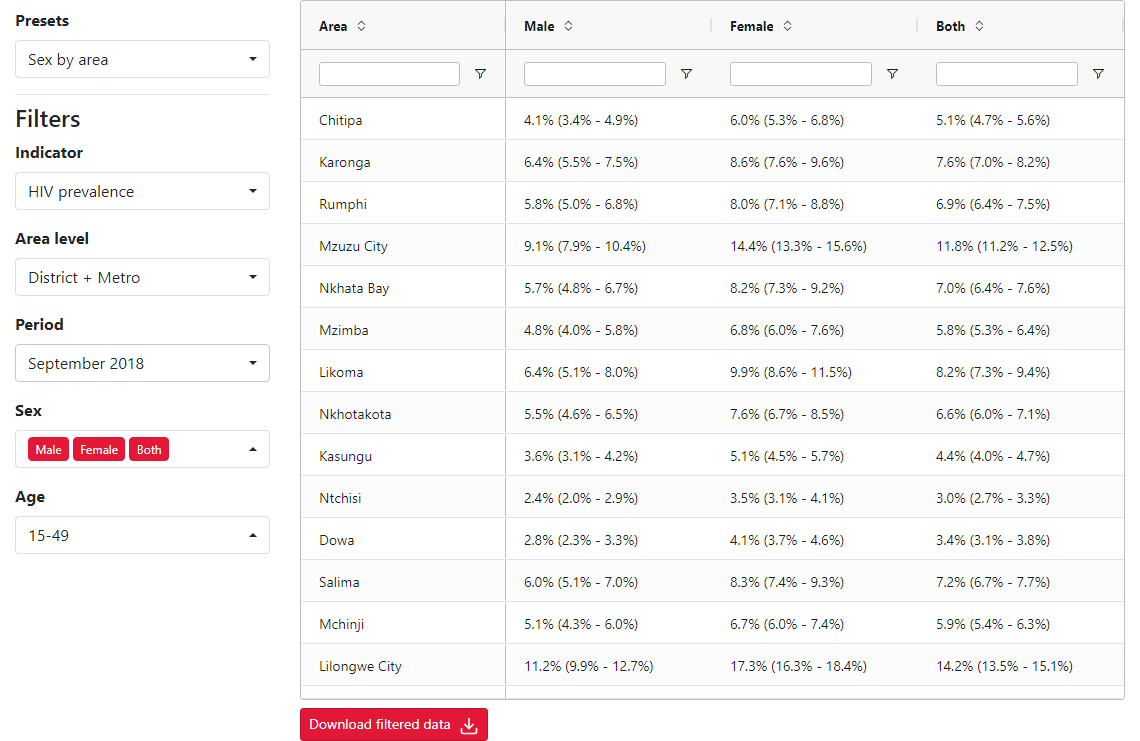 Presets
Sex by area
Filters
Indicator
HIV prevalence
Area level
District + Metro
Period
September 2018
Sex
Male Female Both
Age
15-49
Area Male Female Both
Chitipa 4.1% (3.4% - 4.9%) 6.0% (5.3% - 6.8%) 5.1% (4.7% - 5.6%)
Karonga 6.4% (5.5% - 7.5%) 8.6% (7.6% - 9.6%) 7.6% (7.0% - 8.2%)
Rumphi 5.8% (5.0% - 6.8%) 8.0% (7.1% - 8.8%) 6.9% (6.4% - 7.5%)
Mzuzu City 9.1% (7.9% - 10.4%) 14.4% (13.3% - 15.6%) 11.8% (11.2% - 12.5%)
Nkhata Bay 5.7% (4.8% - 6.7%) 8.2% (7.3% - 9.2%) 7.0% (6.4% - 7.6%)
Mzimba 4.8% (4.0% - 5.8%) 6.8% (6.0% - 7.6%) 5.8% (5.3% - 6.4%)
Likoma 6.4% (5.1% - 8.0%) 9.9% (8.6% - 11.5%) 8.2% (7.3% - 9.4%)
Nkhotakota 5.5% (4.6% - 6.5%) 7.6% (6.7% - 8.5%) 6.6% (6.0% - 7.1%)
Kasungu 3.6% (3.1% - 4.2%) 5.1% (4.5% - 5.7%) 4.4% (4.0% - 4.7%)
Ntchisi 2.4% (2.0% - 2.9%) 3.5% (3.1% - 4.1%) 3.0% (2.7% - 3.3%)
Dowa 2.8% (2.3% - 3.3%) 4.1% (3.7% - 4.6%) 3.4% (3.1% - 3.8%)
Salima 6.0% (5.1% - 7.0%) 8.3% (7.4% - 9.3%) 7.2% (6.7% - 7.7%)
Mchinji 5.1% (4.3% - 6.0%) 6.7% (6.0% - 7.4%) 5.9% (5.4% - 6.3%)
Lilongwe City 11.2% (9.9% - 12.7%) 17.3% (16.3% - 18.4%) 14.2% (13.5% - 15.1%)
Download filtered data